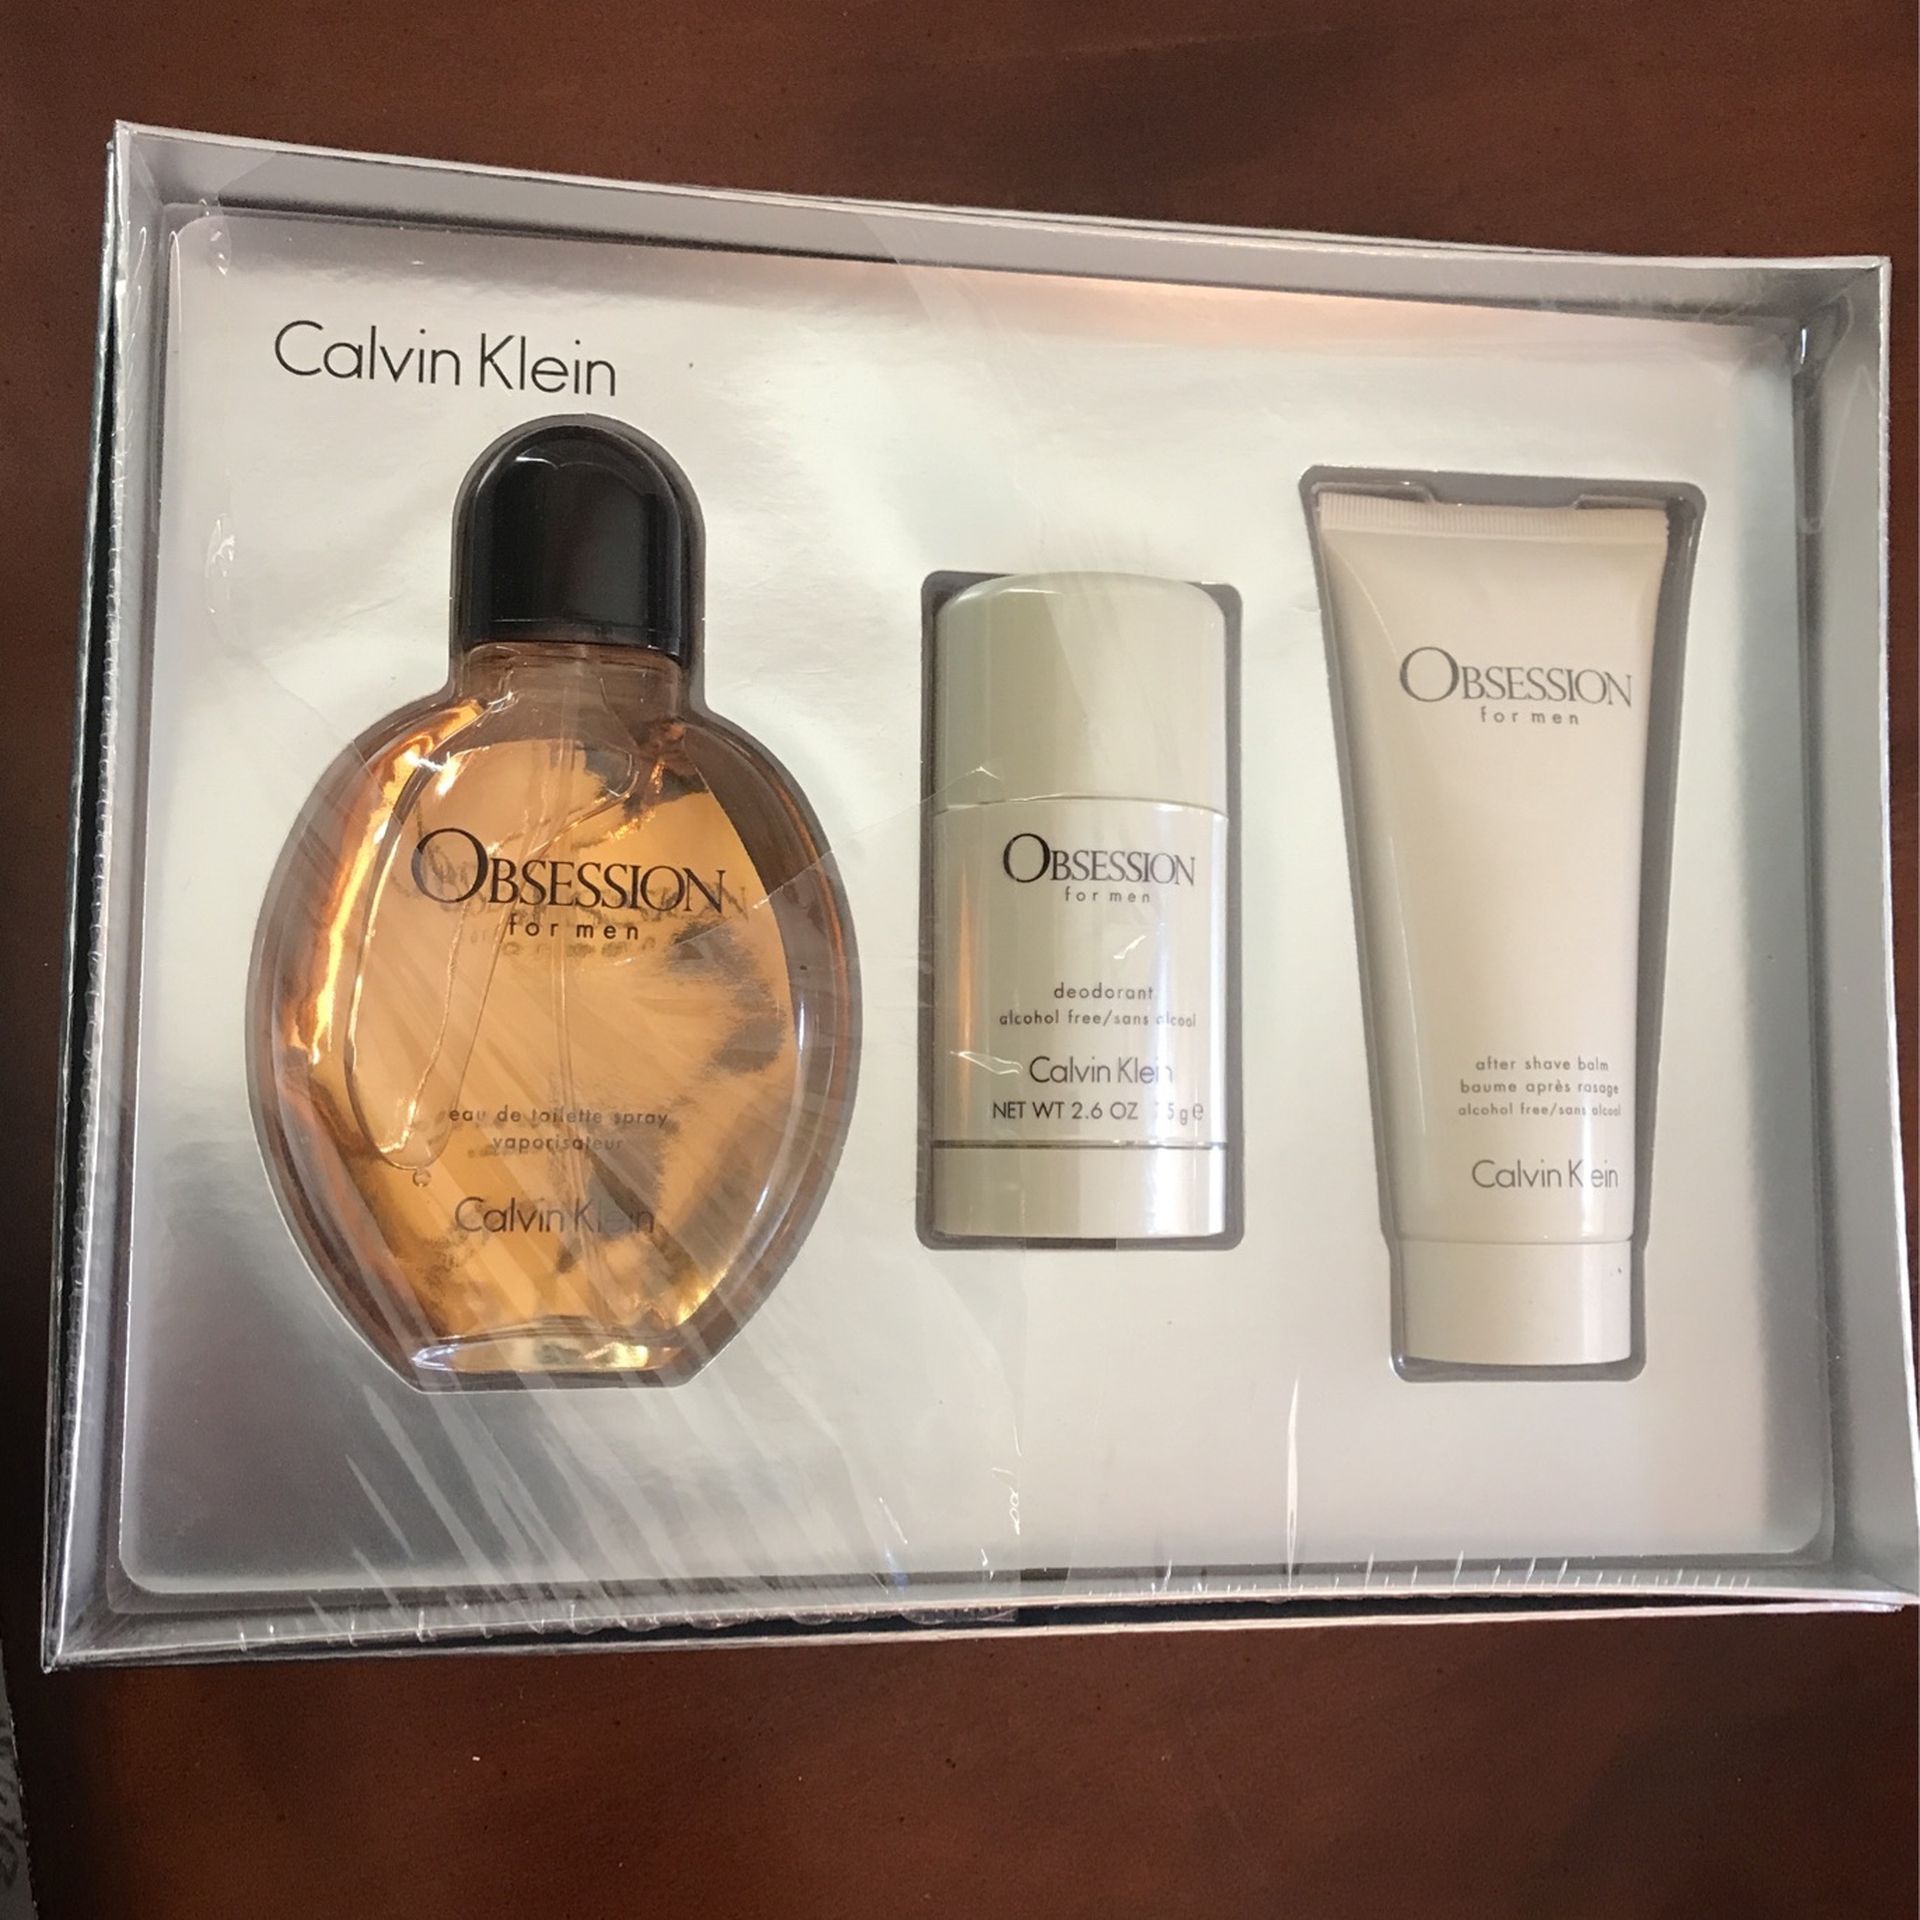 Calvin Klein
OBSESSION
for men
eau de toilette spray
vaporisateur
Calvin Klein
OBSESSION
for men
deodorant
alcohol free/sans alcool
Calvin Klein
NET WT 2.6 OZ 75g℮
OBSESSION
for men
after shave balm
baume après rasage
alcohol free/sans alcool
Calvin Klein